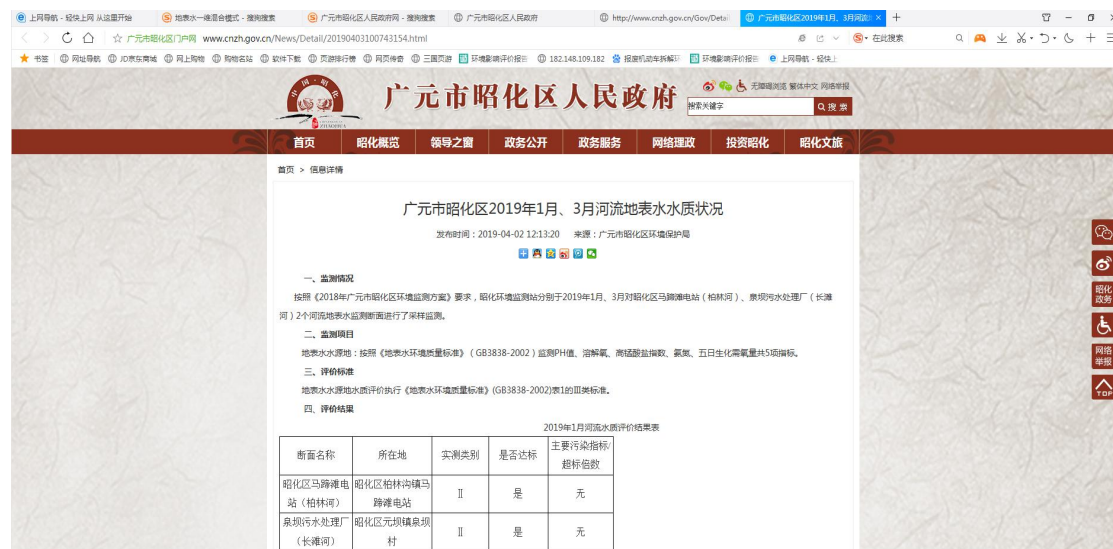 上网导航 - 轻快上网 从这里开始
地表水一维混合模式 - 搜狗搜索
广元市昭化区人民政府网 - 搜狗搜索
广元市昭化区人民政府
http://www.cnzh.gov.cn/Gov/Detai
广元市昭化区2019年1月、3月河流
广元市昭化区门户网 www.cnzh.gov.cn/News/Detail/20190403100743154.html
在此搜索
书签 网址导航 JD京东商城 网上购物 购物名站 软件下载 页游排行榜 网页传奇 三国页游 环境影响评价报告 182.148.109.182 报废机动车拆解环 环境影响评价报告 上网导航 - 轻快上
广元市昭化区人民政府
无障碍浏览 繁体中文 网络举报
搜索关键字
搜索
首页 昭化概览 领导之窗 政务公开 政务服务 网络理政 投资昭化 昭化文旅
首页 > 信息详情
广元市昭化区2019年1月、3月河流地表水水质状况
发布时间：2019-04-02 12:13:20 来源：广元市昭化区环境保护局
一、监测情况
按照《2018年广元市昭化区环境监测方案》要求，昭化环境监测站分别于2019年1月、3月对昭化区马蹄滩电站（柏林河）、泉坝污水处理厂（长滩
河）2个河流地表水监测断面进行了采样监测。
二、监测项目
地表水水源地：按照《地表水环境质量标准》（GB3838-2002）监测PH值、溶解氧、高锰酸盐指数、氨氮、五日生化需氧量共5项指标。
三、评价标准
地表水水源地水质评价执行《地表水环境质量标准》(GB3838-2002)表1的Ⅲ类标准。
四、评价结果
2019年1月河流水质评价结果表
断面名称 所在地 实测类别 是否达标 主要污染指标/
超标倍数
昭化区马蹄滩电 昭化区柏林沟镇马 Ⅱ 是 无
站（柏林河） 蹄滩电站
泉坝污水处理厂 昭化区元坝镇泉坝 Ⅱ 是 无
（长滩河） 村
昭化
政务
网络
举报
TOP